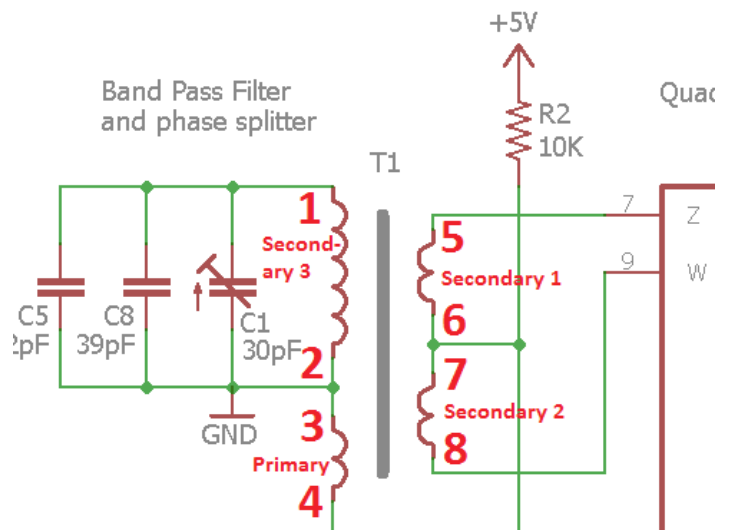 +5V
Band Pass Filter
and phase splitter
Quad
R2
10K
T1
1
Second-
ary 3
2
3
Primary
4
5
Secondary 1
6
7
Secondary 2
8
7
Z
9
W
C5
2pF
C8
39pF
C1
30pF
GND